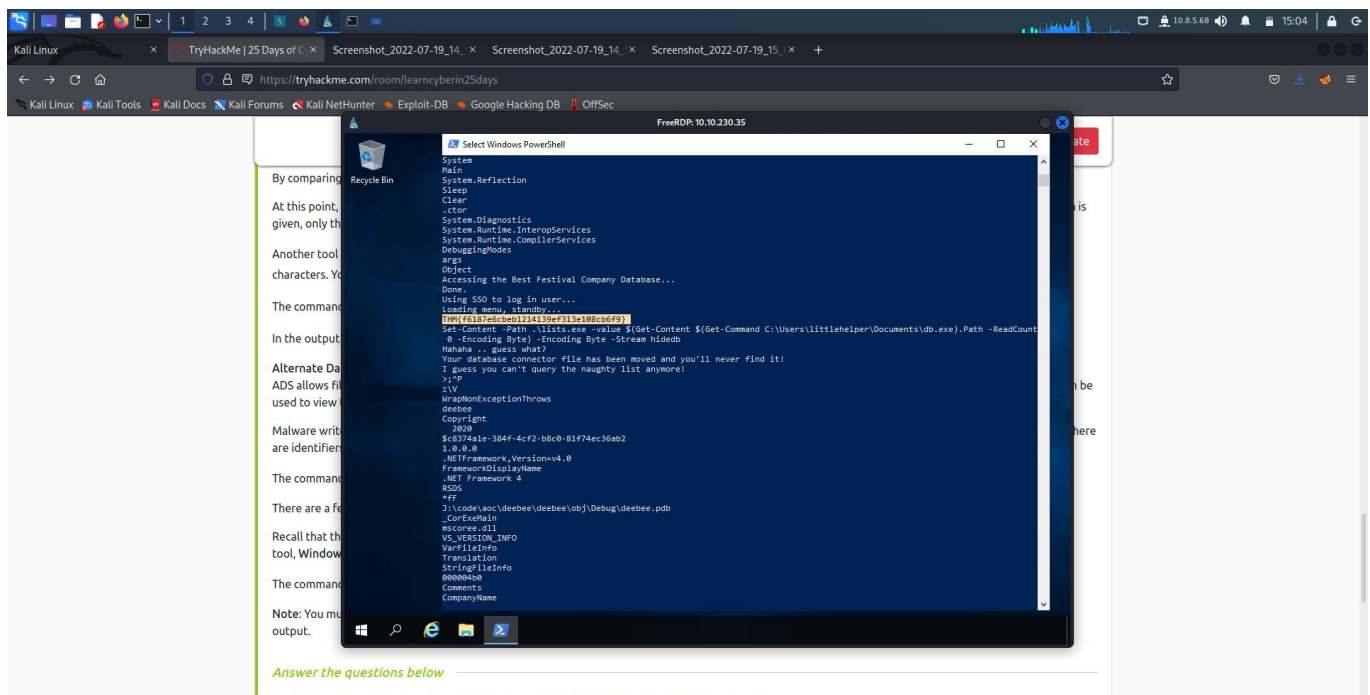 1 2 3 4
10.8.5.68
15:04
Kali Linux
TryHackMe | 25 Days of
Screenshot_2022-07-19_14_
Screenshot_2022-07-19_14_
Screenshot_2022-07-19_15_
https://tryhackme.com/room/learncyberin25days
Kali Linux
Kali Tools
Kali Docs
Kali Forums
Kali NetHunter
Exploit-DB
Google Hacking DB
OffSec
FreeRDP: 10.10.230.35
ate
Recycle Bin
Select Windows PowerShell
System
Main
System.Reflection
Sleep
Clear
.ctor
System.Diagnostics
System.Runtime.InteropServices
System.Runtime.CompilerServices
DebuggingModes
args
Object
Accessing the Best Festival Company Database...
Done.
Using SSO to log in user...
Loading menu, standby...
THM{f6187e6cbeb1214139ef313e108cb6f9}
Set-Content -Path .\lists.exe -value $(Get-Content $(Get-Command C:\Users\littlehelper\Documents\db.exe).Path -ReadCount
0 -Encoding Byte) -Encoding Byte -Stream hidedb
Hahaha .. guess what?
Your database connector file has been moved and you'll never find it!
I guess you can't query the naughty list anymore!
>;^P
z\V
WrapNonExceptionThrows
deebee
Copyright
2020
$c8374a1e-384f-4cf2-b8c0-81f74ec36ab2
1.0.0.0
.NETFramework,Version=v4.0
FrameworkDisplayName
.NET Framework 4
RSDS
*fF
J:\code\aoc\deebee\deebee\obj\Debug\deebee.pdb
_CorExeMain
mscoree.dll
VS_VERSION_INFO
VarFileInfo
Translation
StringFileInfo
000004b0
Comments
CompanyName
By comparing
At this point,
is
given, only th
Another tool
characters. Yo
The command
In the output
Alternate Da
ADS allows fil
be
used to view
Malware write
here
are identifiers
The command
There are a fe
Recall that th
tool, Window
The command
Note: You mu
output.
Answer the questions below